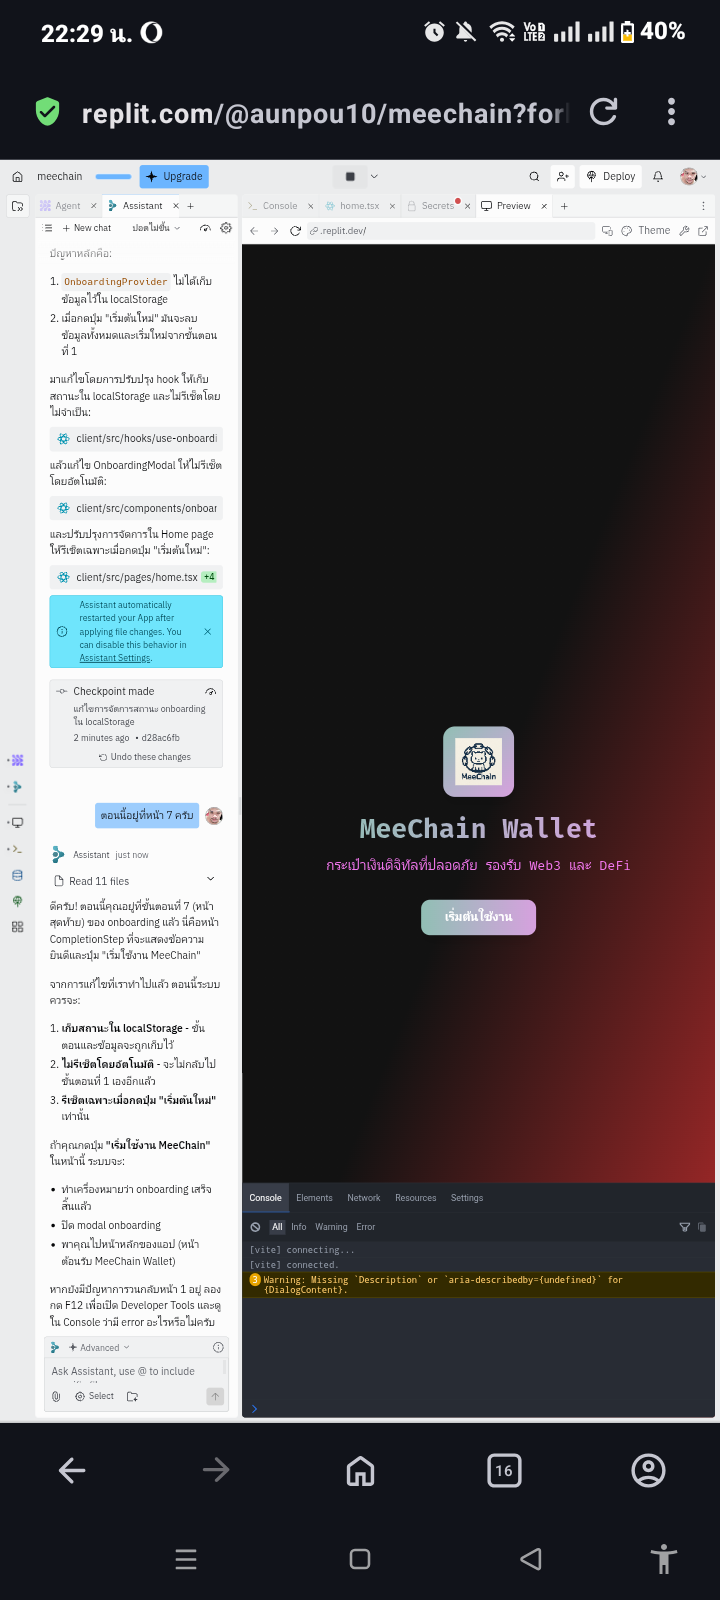 22:29 น.
Vo LTE 2
40%
replit.com/@aunpou10/meechain?for
meechain
Upgrade
Deploy
Agent
Assistant
Console
home.tsx
Secrets
Preview
New chat
.replit.dev/
Theme
ปัญหาหลักคือ:
1. OnboardingProvider ไม่ได้เก็บ
ข้อมูลไว้ใน localStorage
2. เมื่อกดปุ่ม "เริ่มต้นใหม่" มันจะลบ
ข้อมูลทั้งหมดและเริ่มใหม่จากขั้นตอน
ที่ 1
มาแก้ไขโดยการปรับปรุง hook ให้เก็บ
สถานะใน localStorage และไม่รีเซ็ตโดย
ไม่จำเป็น:
client/src/hooks/use-onboardi
แล้วแก้ไข OnboardingModal ให้ไม่รีเซ็ต
โดยอัตโนมัติ:
client/src/components/onboar
และปรับปรุงการจัดการใน Home page
ให้รีเซ็ตเฉพาะเมื่อกดปุ่ม "เริ่มต้นใหม่":
client/src/pages/home.tsx +4
Assistant automatically
restarted your App after
applying file changes. You
can disable this behavior in
Assistant Settings.
Checkpoint made
แก้ไขการจัดการสถานะ onboarding
ใน localStorage
2 minutes ago • d28ac6fb
Undo these changes
ตอนนี้อยู่ที่หน้า 7 ครับ
Assistant just now
Read 11 files
ดีครับ! ตอนนี้คุณอยู่ที่ขั้นตอนที่ 7 (หน้า
สุดท้าย) ของ onboarding แล้ว นี่คือหน้า
CompletionStep ที่จะแสดงข้อความ
ยินดีและปุ่ม "เริ่มใช้งาน MeeChain"
จากการแก้ไขที่เราทำไปแล้ว ตอนนี้ระบบ
ควรจะ:
1. เก็บสถานะใน localStorage - ขั้น
ตอนและข้อมูลจะถูกเก็บไว้
2. ไม่รีเซ็ตโดยอัตโนมัติ - จะไม่กลับไป
ขั้นตอนที่ 1 เองอีกแล้ว
3. รีเซ็ตเฉพาะเมื่อกดปุ่ม "เริ่มต้นใหม่"
เท่านั้น
ถ้าคุณกดปุ่ม "เริ่มใช้งาน MeeChain"
ในหน้านี้ ระบบจะ:
• ทำเครื่องหมายว่า onboarding เสร็จ
สิ้นแล้ว
• ปิด modal onboarding
• พาคุณไปหน้าหลักของแอป (หน้า
ต้อนรับ MeeChain Wallet)
หากยังมีปัญหาการวนกลับหน้า 1 อยู่ ลอง
กด F12 เพื่อเปิด Developer Tools และดู
ใน Console ว่ามี error อะไรหรือไม่ครับ
Advanced
Ask Assistant, use @ to include
Select
MeeChain
MeeChain Wallet
กระเป๋าเงินดิจิทัลที่ปลอดภัย รองรับ Web3 และ DeFi
เริ่มต้นใช้งาน
Console Elements Network Resources Settings
All Info Warning Error
[vite] connecting...
[vite] connected.
3 Warning: Missing `Description` or `aria-describedby={undefined}` for
{DialogContent}.
16